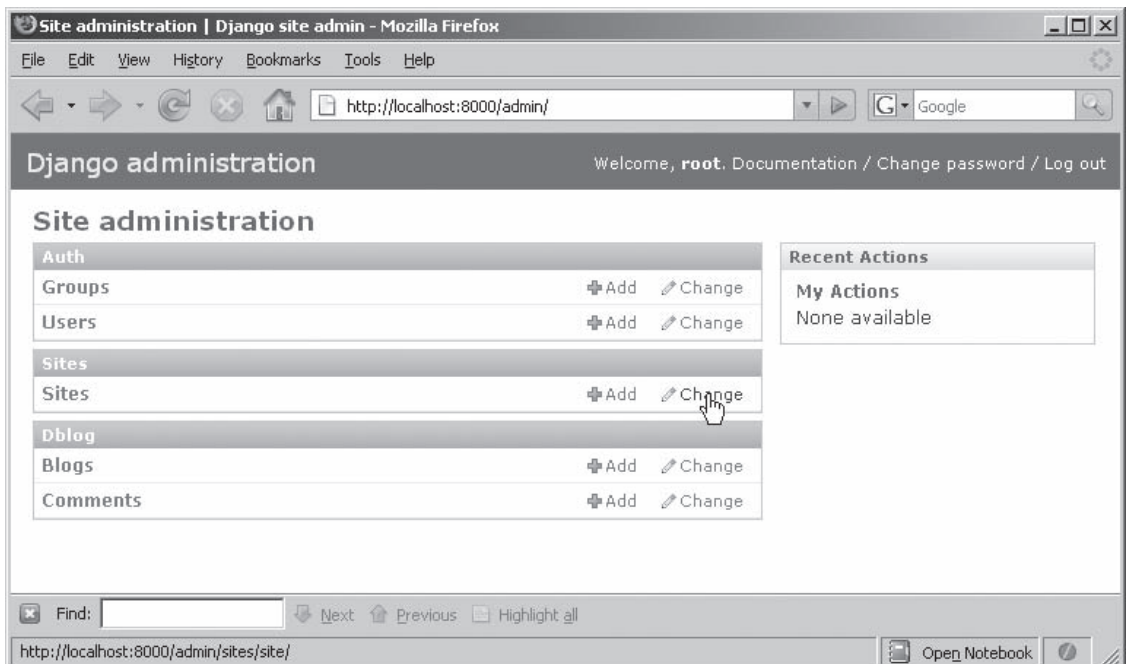 Site administration | Django site admin - Mozilla Firefox
File Edit View History Bookmarks Tools Help
http://localhost:8000/admin/
G Google
Django administration
Welcome, root. Documentation / Change password / Log out
Site administration
Auth
Groups Add Change
Users Add Change
Sites
Sites Add Change
Dblog
Blogs Add Change
Comments Add Change
Recent Actions
My Actions
None available
Find: Next Previous Highlight all
http://localhost:8000/admin/sites/site/
Open Notebook